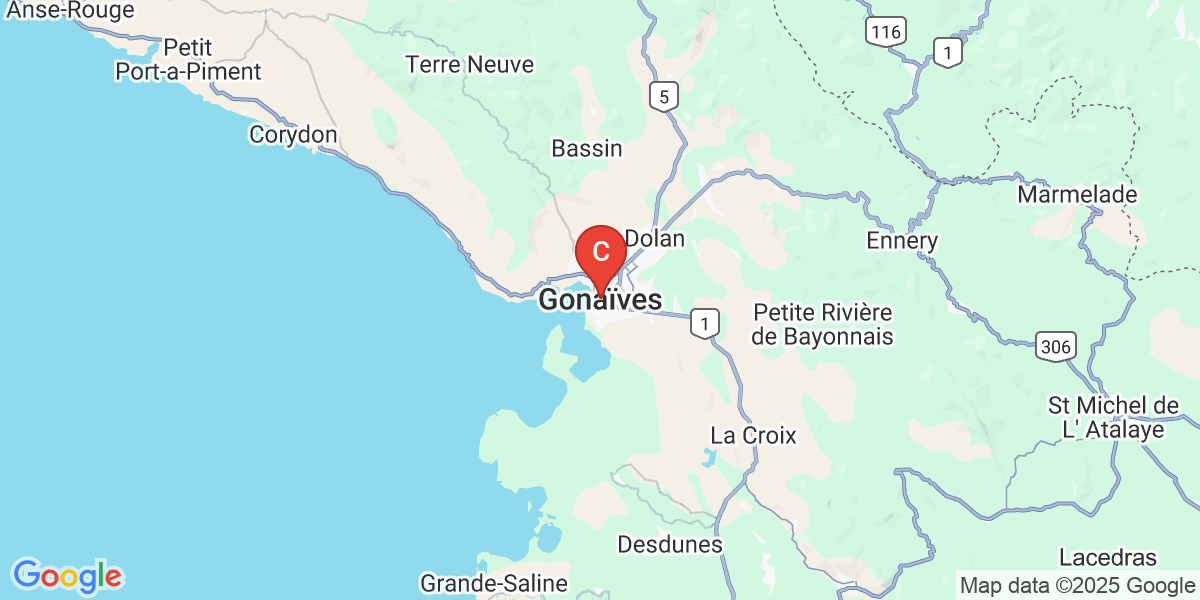 Anse-Rouge
116
1
Petit
Port-a-Piment
Terre Neuve
5
Corydon
Bassin
Marmelade
C
Dolan
Ennery
Gonaïves
1
Petite Rivière
de Bayonnais
306
St Michel de
L' Atalaye
La Croix
Desdunes
Lacedras
Google
Grande-Saline
Map data ©2025 Google